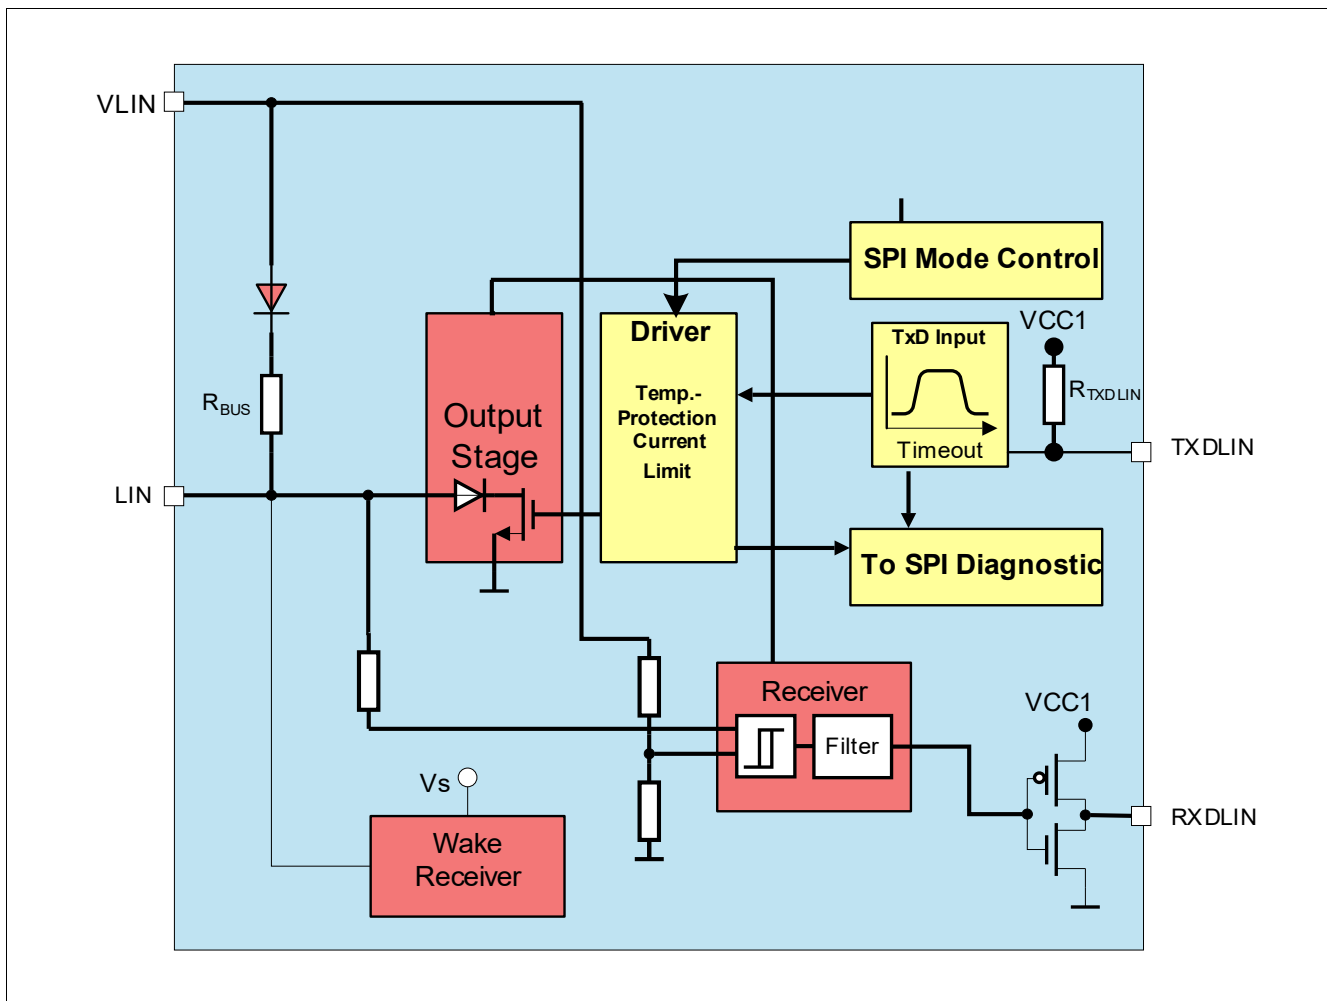 VLIN
SPI Mode Control
Driver
Temp.-
Protection
Current
Limit
TxD Input
Timeout
VCC1
RTXDLIN
TXDLIN
RBUS
Output
Stage
LIN
To SPI Diagnostic
Receiver
Filter
VCC1
RXDLIN
Vs
Wake
Receiver